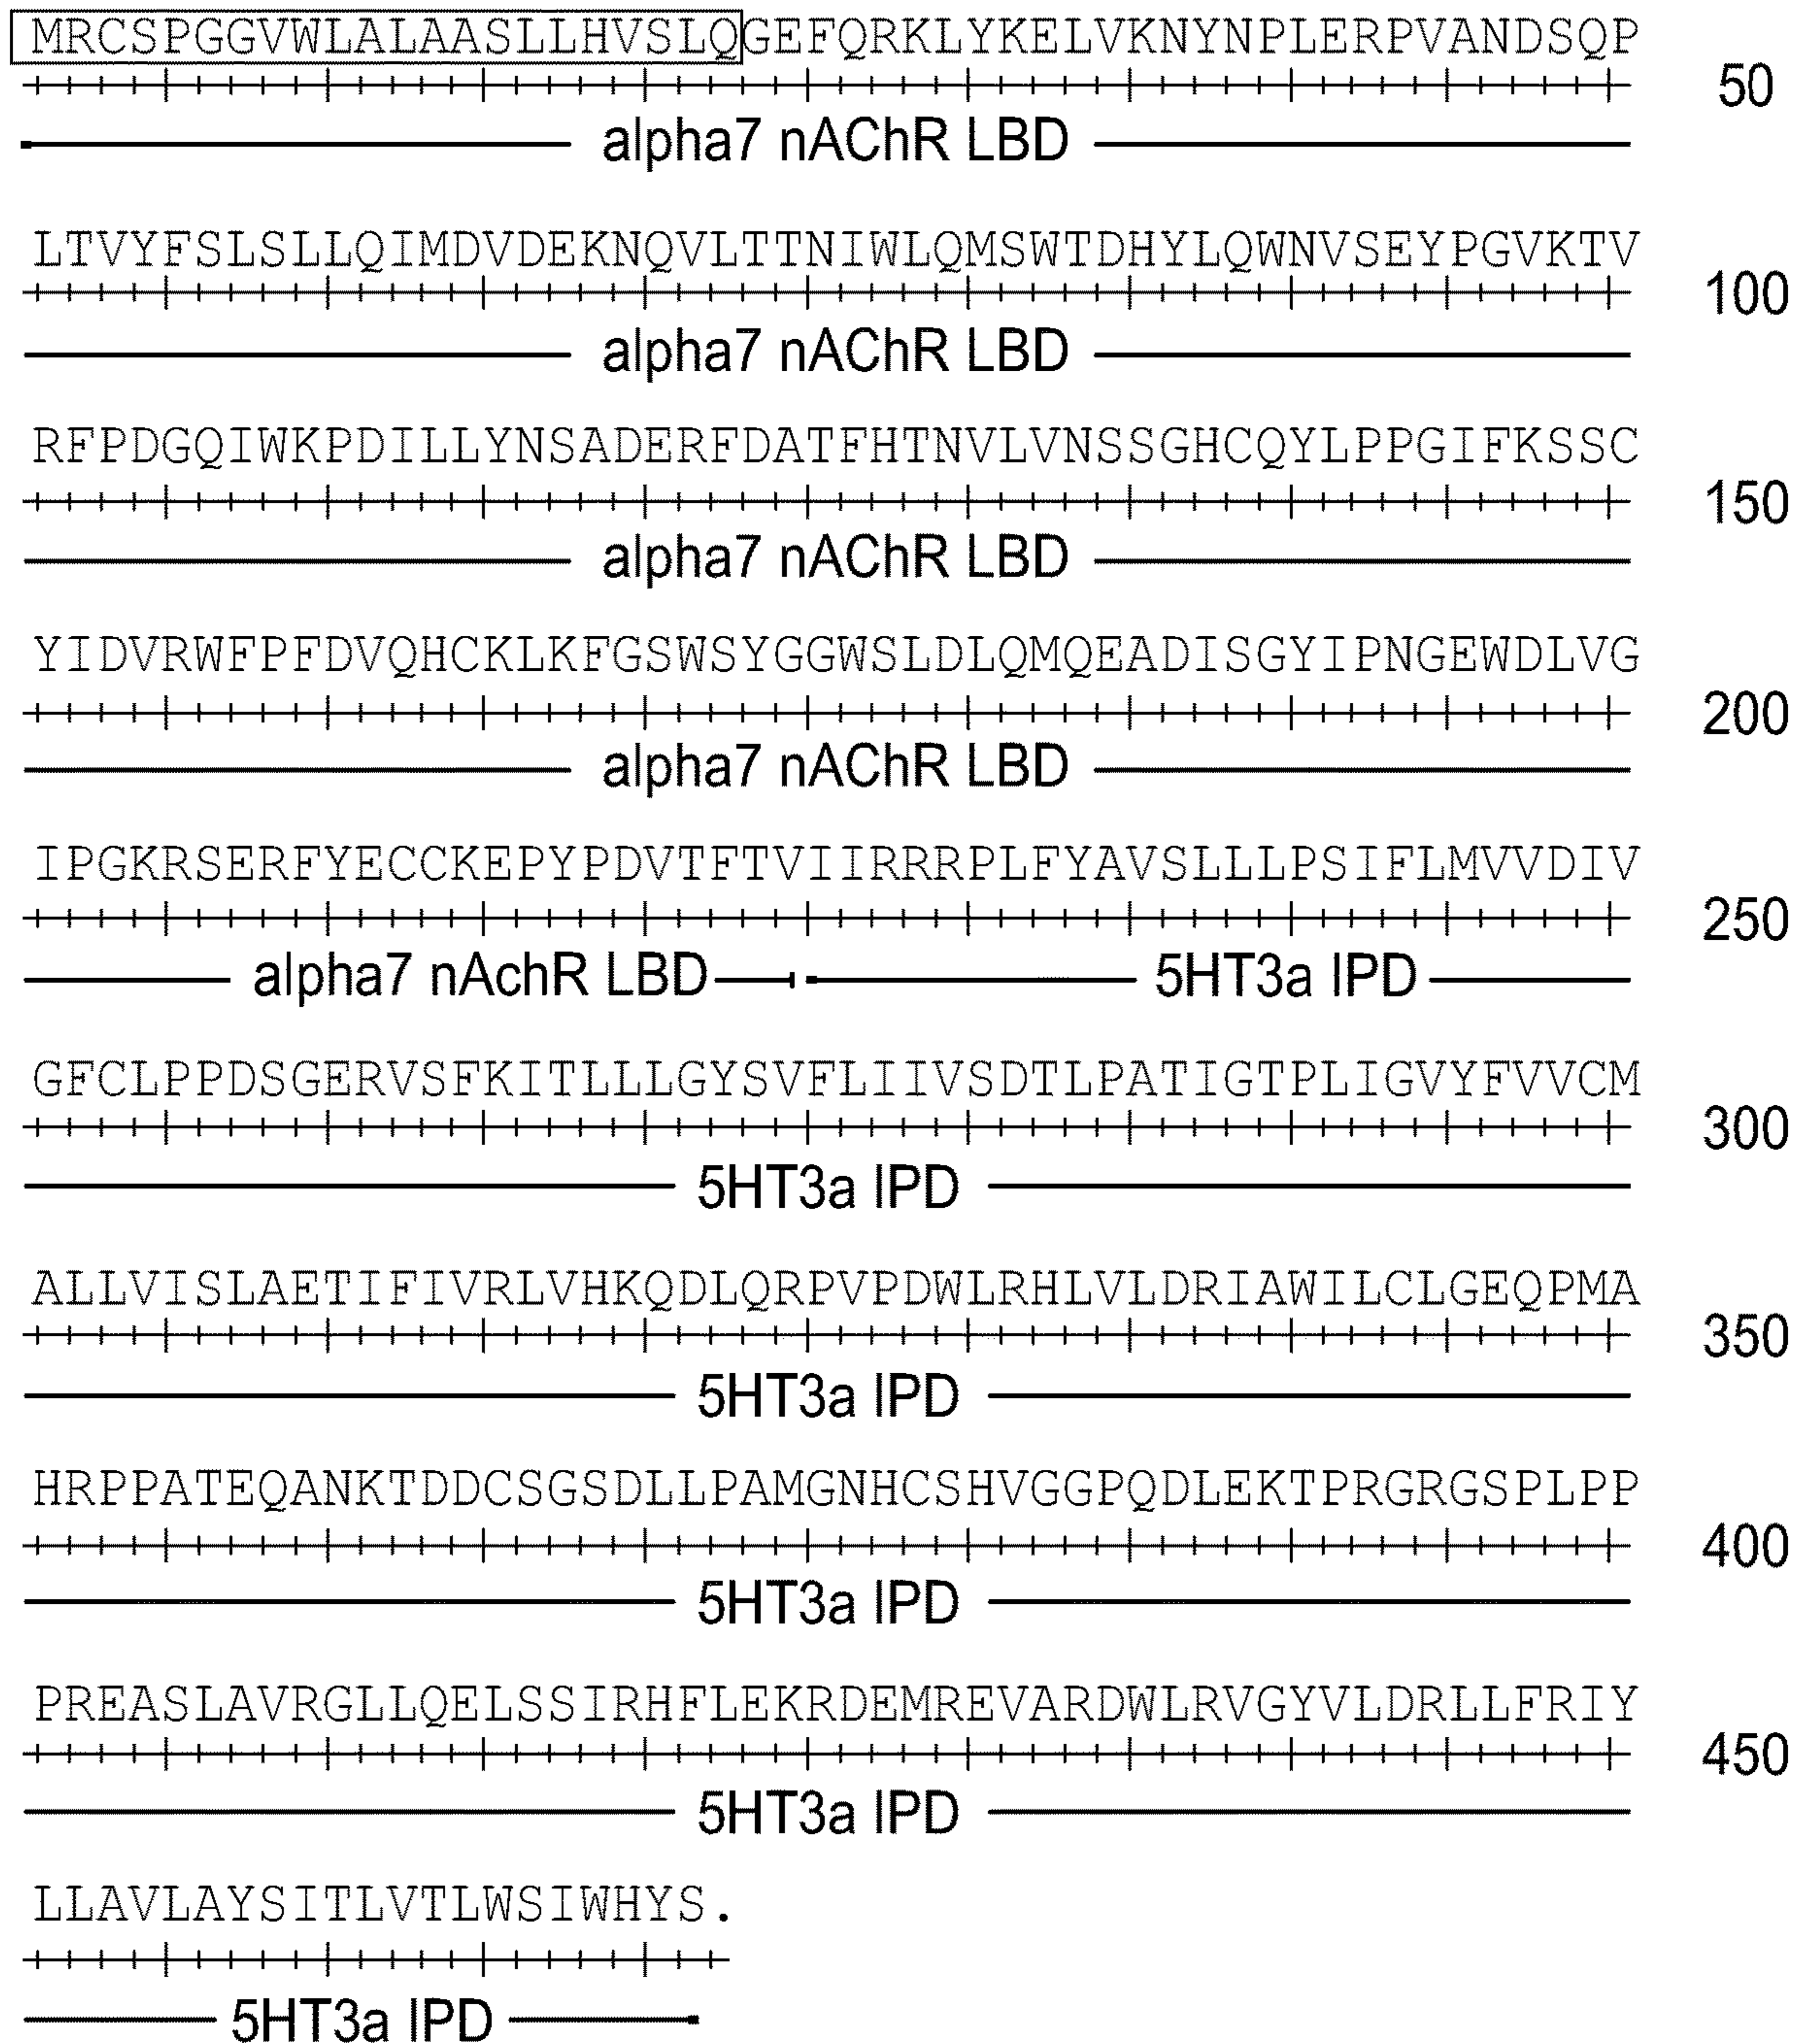 MRCSPGGVWLALAASLLHVSLQGEFQRKLYKELVKNYNPLERPVANDSQP 50
alpha7 nAChR LBD
LTVYFSLSLLQIMDVDEKNQVLTTNIWLQMSWTDHYLQWNVSEYPGVKTV 100
alpha7 nAChR LBD
RFPDGQIWKPDILLYNSADERFDATFHTNVLVNSSGHCQYLPPGIFKSSC 150
alpha7 nAChR LBD
YIDVRWFPFDVQHCKLKFGSWSYGGWSLDLQMQEADISGYIPNGEWDLVG 200
alpha7 nAChR LBD
IPGKRSERFYECCKEPYPDVTFTVIIRRRPLFYAVSLLLPSIFLMVVDIV 250
alpha7 nAchR LBD 5HT3a IPD
GFCLPPDSGERVSFKITLLLGYSVFLIIVSDTLPATIGTPLIGVYFVVCM 300
5HT3a IPD
ALLVISLAETIFIVRLVHKQDLQRPVPDWLRHLVLDRIAWILCLGEQPMA 350
5HT3a IPD
HRPPATEQANKTDDCSGSDLLPAMGNHCSHVGGPQDLEKTPRGRGSPLPP 400
5HT3a IPD
PREASLAVRGLLQELSSIRHFLEKRDEMREVARDWLRVGYVLDRLLFRIY 450
5HT3a IPD
LLAVLAYSITLVTLWSIWHYS.
5HT3a IPD